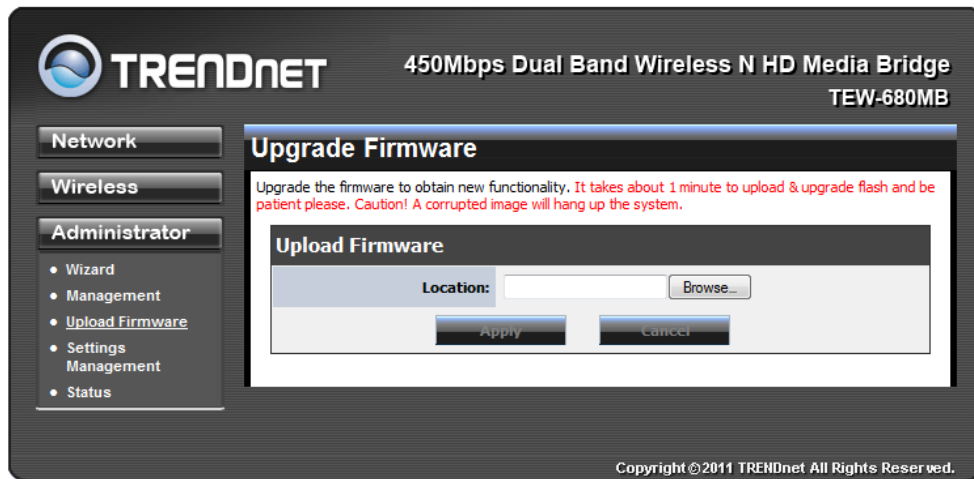 TRENDNET
450Mbps Dual Band Wireless N HD Media Bridge
TEW-680MB
Network
Wireless
Administrator
Wizard
Management
Upload Firmware
Settings
Management
Status
Upgrade Firmware
Upgrade the firmware to obtain new functionality. It takes about 1 minute to upload & upgrade flash and be
patient please. Caution! A corrupted image will hang up the system.
Upload Firmware
Location:
Browse...
Apply
Cancel
Copyright©2011 TRENDnet All Rights Reserved.